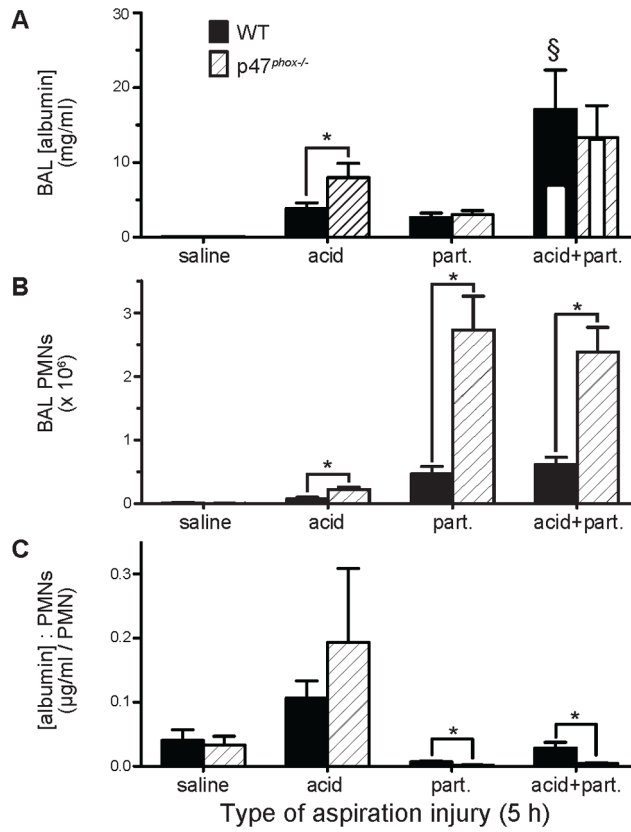 A
30
WT
p47phox-/-
§
20
BAL [albumin]
(mg/ml)
*
10
0
saline
acid
part.
acid+part.
B
*
3
*
BAL PMNs
(x 10⁶)
2
1
*
0
saline
acid
part.
acid+part.
C
0.3
[albumin] : PMNs
(µg/ml / PMN)
0.2
0.1
*
*
0.0
saline
acid
part.
acid+part.
Type of aspiration injury (5 h)